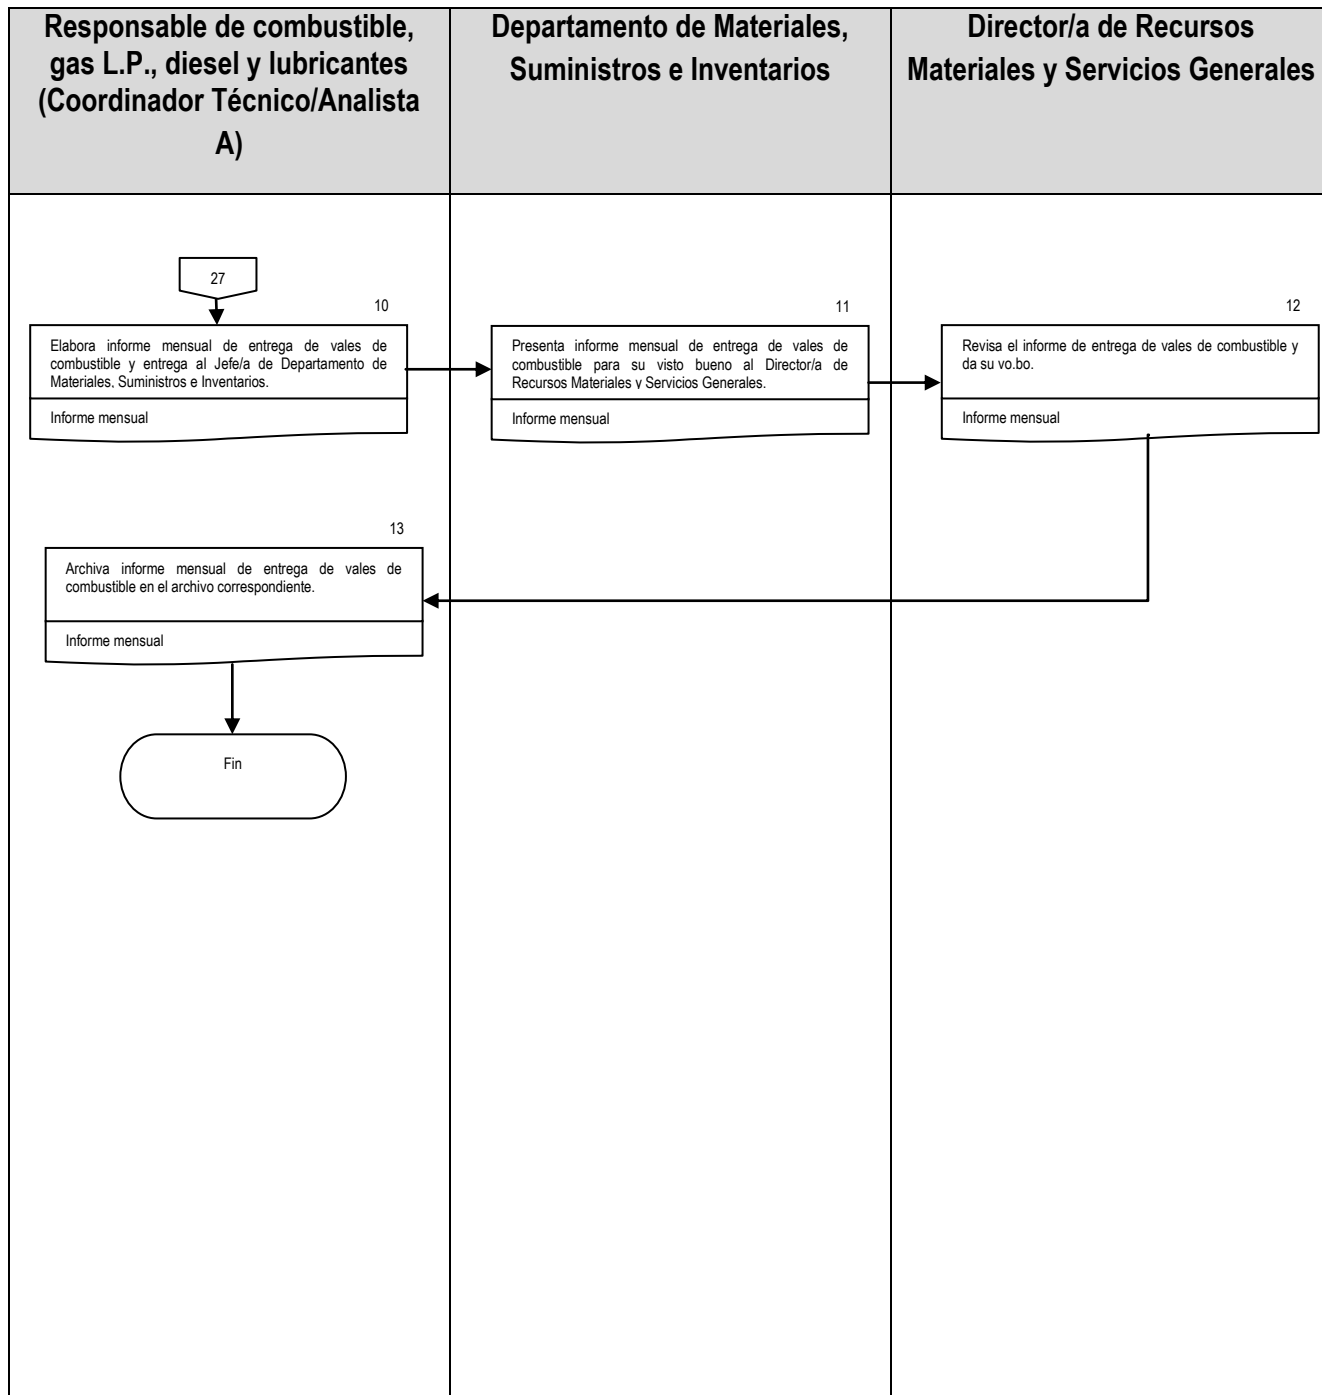 Responsable de combustible,
gas L.P., diesel y lubricantes
(Coordinador Técnico/Analista
A)
Departamento de Materiales,
Suministros e Inventarios
Director/a de Recursos
Materiales y Servicios Generales
27
10
Elabora informe mensual de entrega de vales de
combustible y entrega al Jefe/a de Departamento de
Materiales, Suministros e Inventarios.
Informe mensual
11
Presenta informe mensual de entrega de vales de
combustible para su visto bueno al Director/a de
Recursos Materiales y Servicios Generales.
Informe mensual
12
Revisa el informe de entrega de vales de combustible y
da su vo.bo.
Informe mensual
13
Archiva informe mensual de entrega de vales de
combustible en el archivo correspondiente.
Informe mensual
Fin